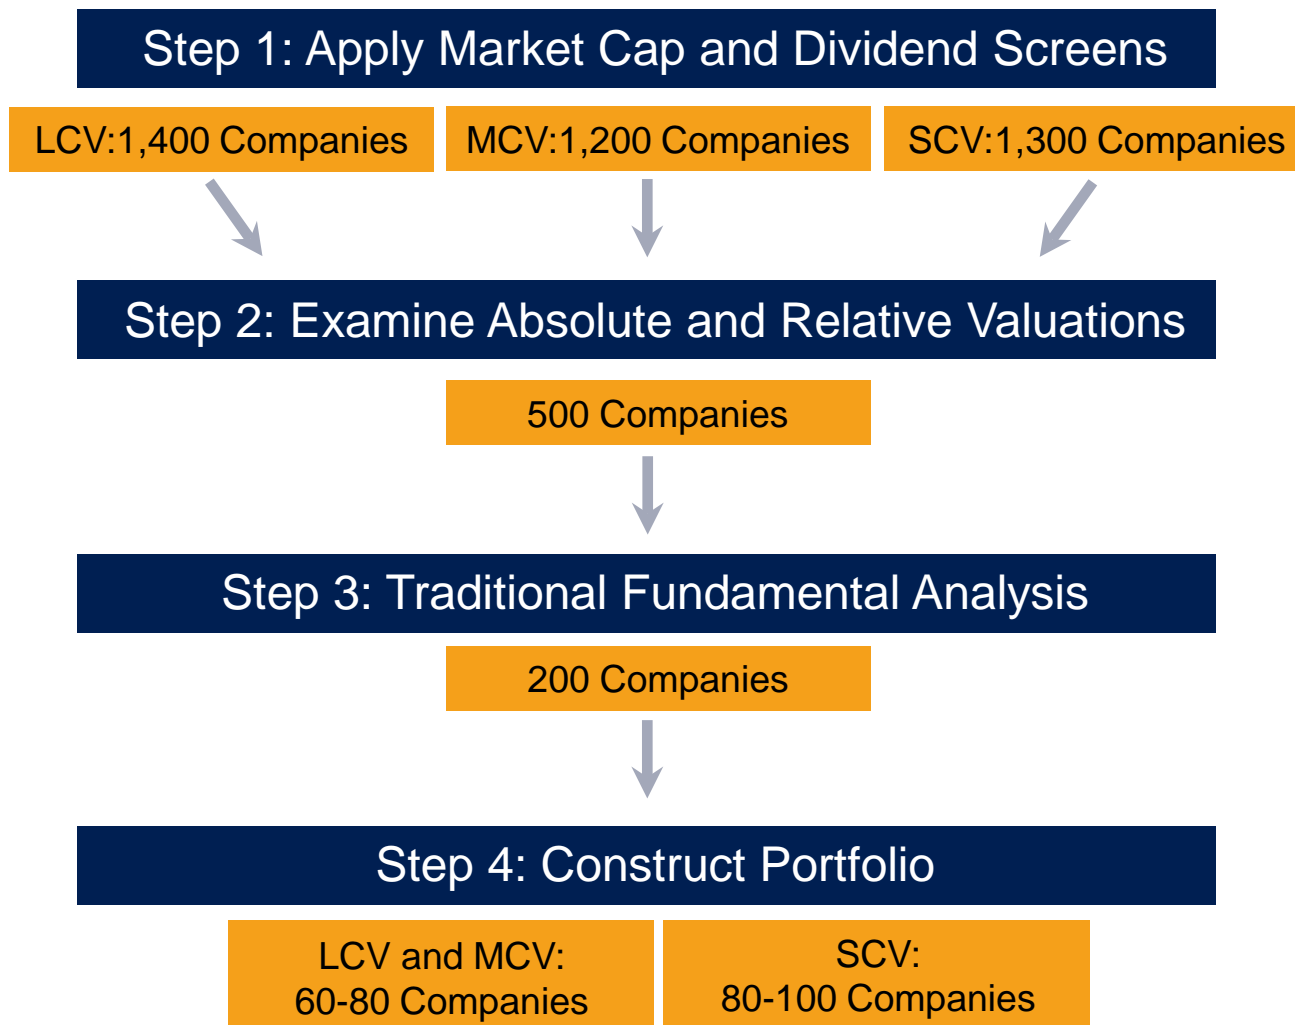 Step 1: Apply Market Cap and Dividend Screens
LCV:1,400 Companies
MCV:1,200 Companies
SCV:1,300 Companies
Step 2: Examine Absolute and Relative Valuations
500 Companies
Step 3: Traditional Fundamental Analysis
200 Companies
Step 4: Construct Portfolio
LCV and MCV:
60-80 Companies
SCV:
80-100 Companies